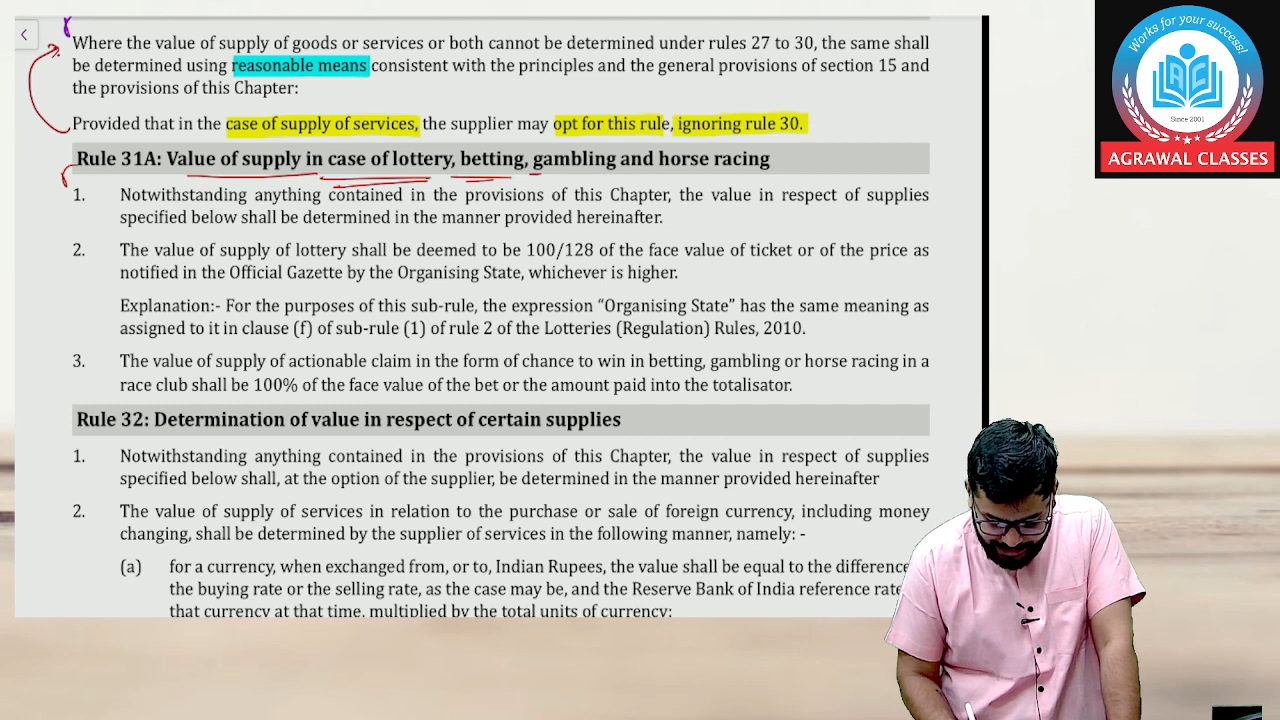 Where the value of supply of goods or services or both cannot be determined under rules 27 to 30, the same shall
be determined using reasonable means consistent with the principles and the general provisions of section 15 and
the provisions of this Chapter:
Provided that in the case of supply of services, the supplier may opt for this rule, ignoring rule 30.
Rule 31A: Value of supply in case of lottery, betting, gambling and horse racing
1. Notwithstanding anything contained in the provisions of this Chapter, the value in respect of supplies
specified below shall be determined in the manner provided hereinafter.
2. The value of supply of lottery shall be deemed to be 100/128 of the face value of ticket or of the price as
notified in the Official Gazette by the Organising State, whichever is higher.
Explanation:- For the purposes of this sub-rule, the expression “Organising State” has the same meaning as
assigned to it in clause (f) of sub-rule (1) of rule 2 of the Lotteries (Regulation) Rules, 2010.
3. The value of supply of actionable claim in the form of chance to win in betting, gambling or horse racing in a
race club shall be 100% of the face value of the bet or the amount paid into the totalisator.
Rule 32: Determination of value in respect of certain supplies
1. Notwithstanding anything contained in the provisions of this Chapter, the value in respect of supplies
specified below shall, at the option of the supplier, be determined in the manner provided hereinafter
2. The value of supply of services in relation to the purchase or sale of foreign currency, including money
changing, shall be determined by the supplier of services in the following manner, namely: -
(a) for a currency, when exchanged from, or to, Indian Rupees, the value shall be equal to the difference
the buying rate or the selling rate, as the case may be, and the Reserve Bank of India reference rate
that currency at that time, multiplied by the total units of currency:
Works for your success!
AC
Since 2001
AGRAWAL CLASSES